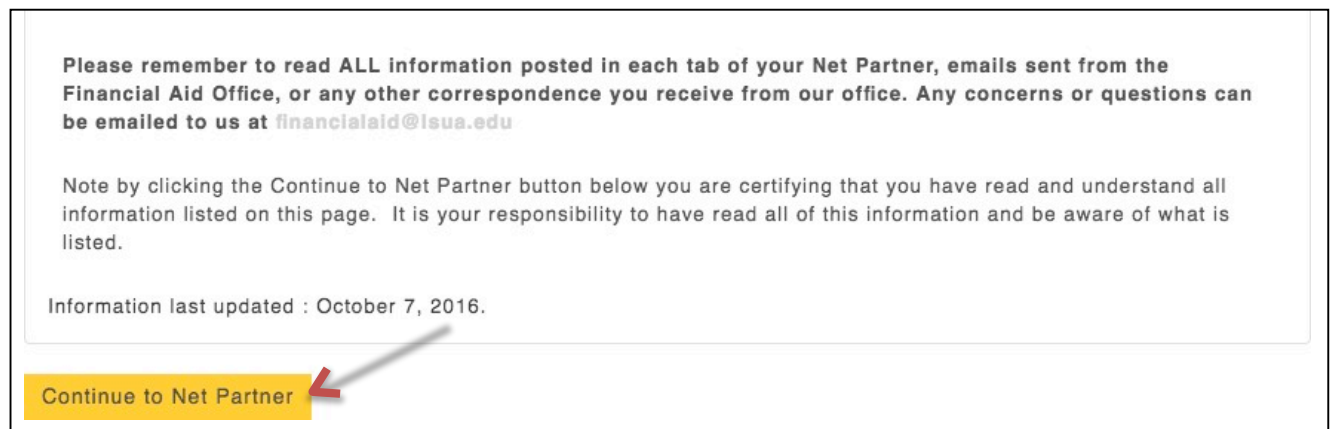 Please remember to read ALL information posted in each tab of your Net Partner, emails sent from the
Financial Aid Office, or any other correspondence you receive from our office. Any concerns or questions can
be emailed to us at financialaid@lsua.edu
Note by clicking the Continue to Net Partner button below you are certifying that you have read and understand all
information listed on this page.  It is your responsibility to have read all of this information and be aware of what is
listed.
Information last updated : October 7, 2016.
Continue to Net Partner